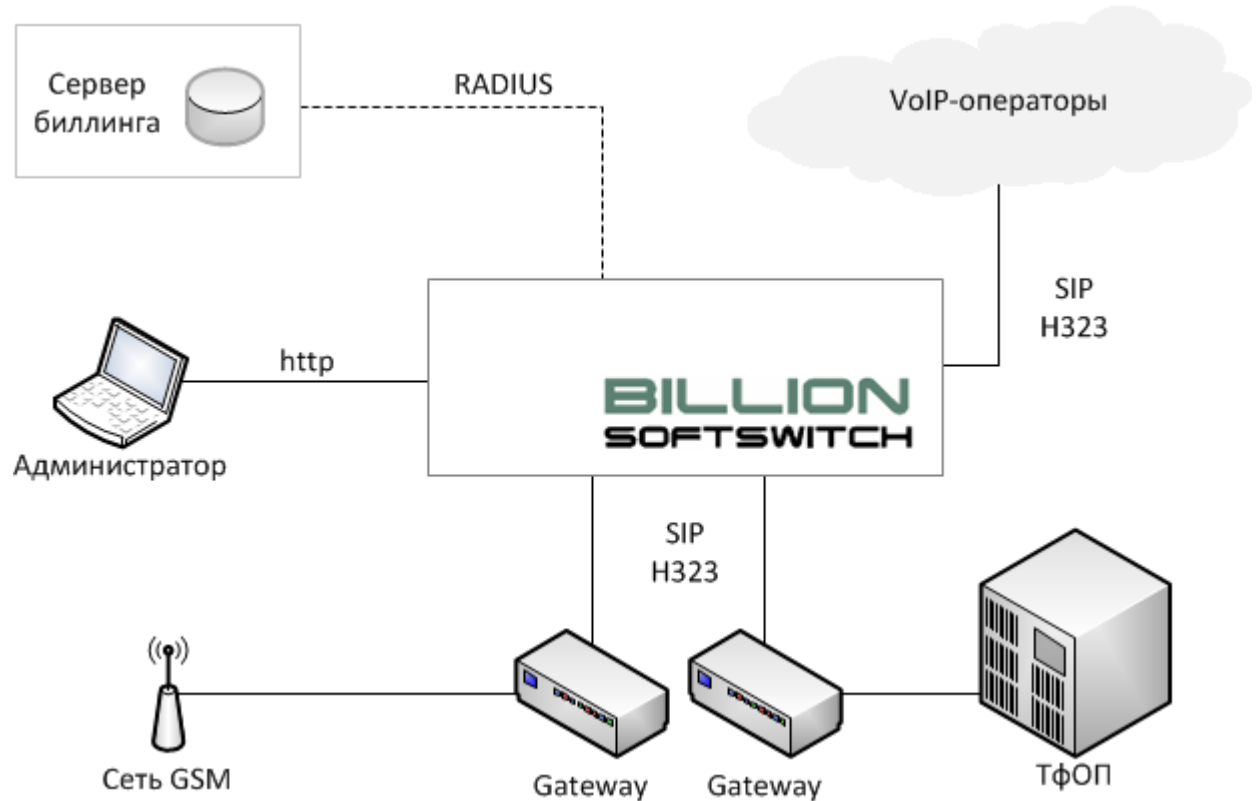 Сервер
биллинга
RADIUS
VoIP-операторы
SIP
H323
http
Администратор
BILLION
SOFTSWITCH
SIP
H323
Сеть GSM
Gateway
Gateway
ТфОП